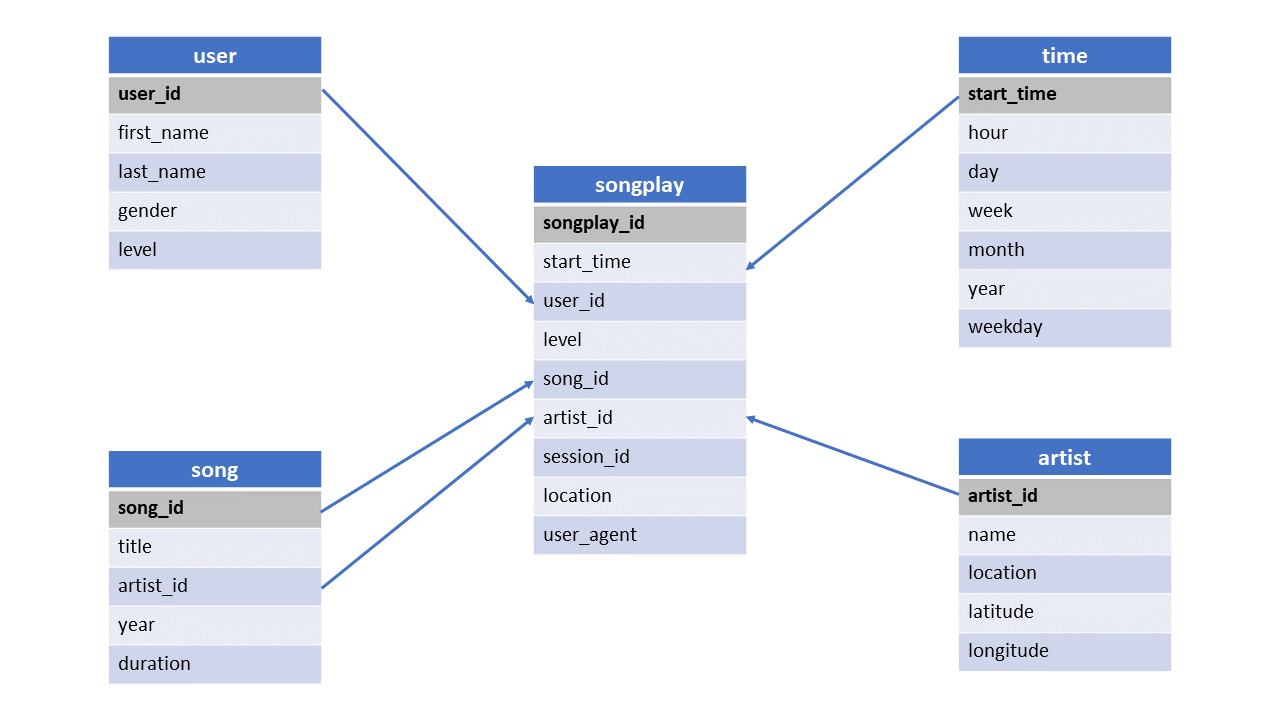 user
user_id
first_name
last_name
gender
level
time
start_time
hour
day
week
month
year
weekday
songplay
songplay_id
start_time
user_id
level
song_id
artist_id
session_id
location
user_agent
song
song_id
title
artist_id
year
duration
artist
artist_id
name
location
latitude
longitude